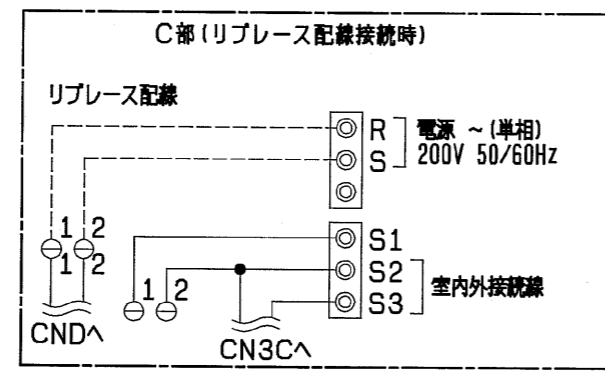 C部(リプレース配線接続時)
リプレース配線
R
電源 ～(単相)
S
200V 50/60Hz
1 2
1 2
S1
1 2
S2
室内外接続線
S3
CNDへ
CN3Cへ